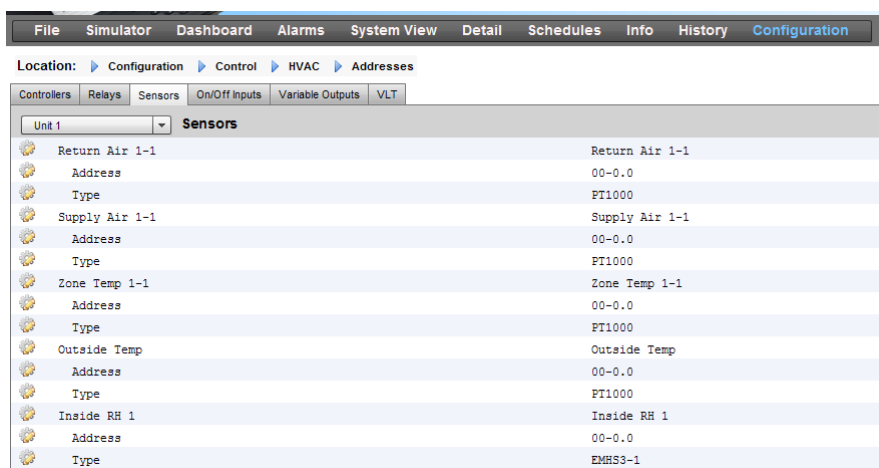 File Simulator Dashboard Alarms System View Detail Schedules Info History Configuration
Location: Configuration Control HVAC Addresses
Controllers Relays Sensors On/Off Inputs Variable Outputs VLT
Unit 1 Sensors
Return Air 1-1 Return Air 1-1
Address 00-0.0
Type PT1000
Supply Air 1-1 Supply Air 1-1
Address 00-0.0
Type PT1000
Zone Temp 1-1 Zone Temp 1-1
Address 00-0.0
Type PT1000
Outside Temp Outside Temp
Address 00-0.0
Type PT1000
Inside RH 1 Inside RH 1
Address 00-0.0
Type EMHS3-1